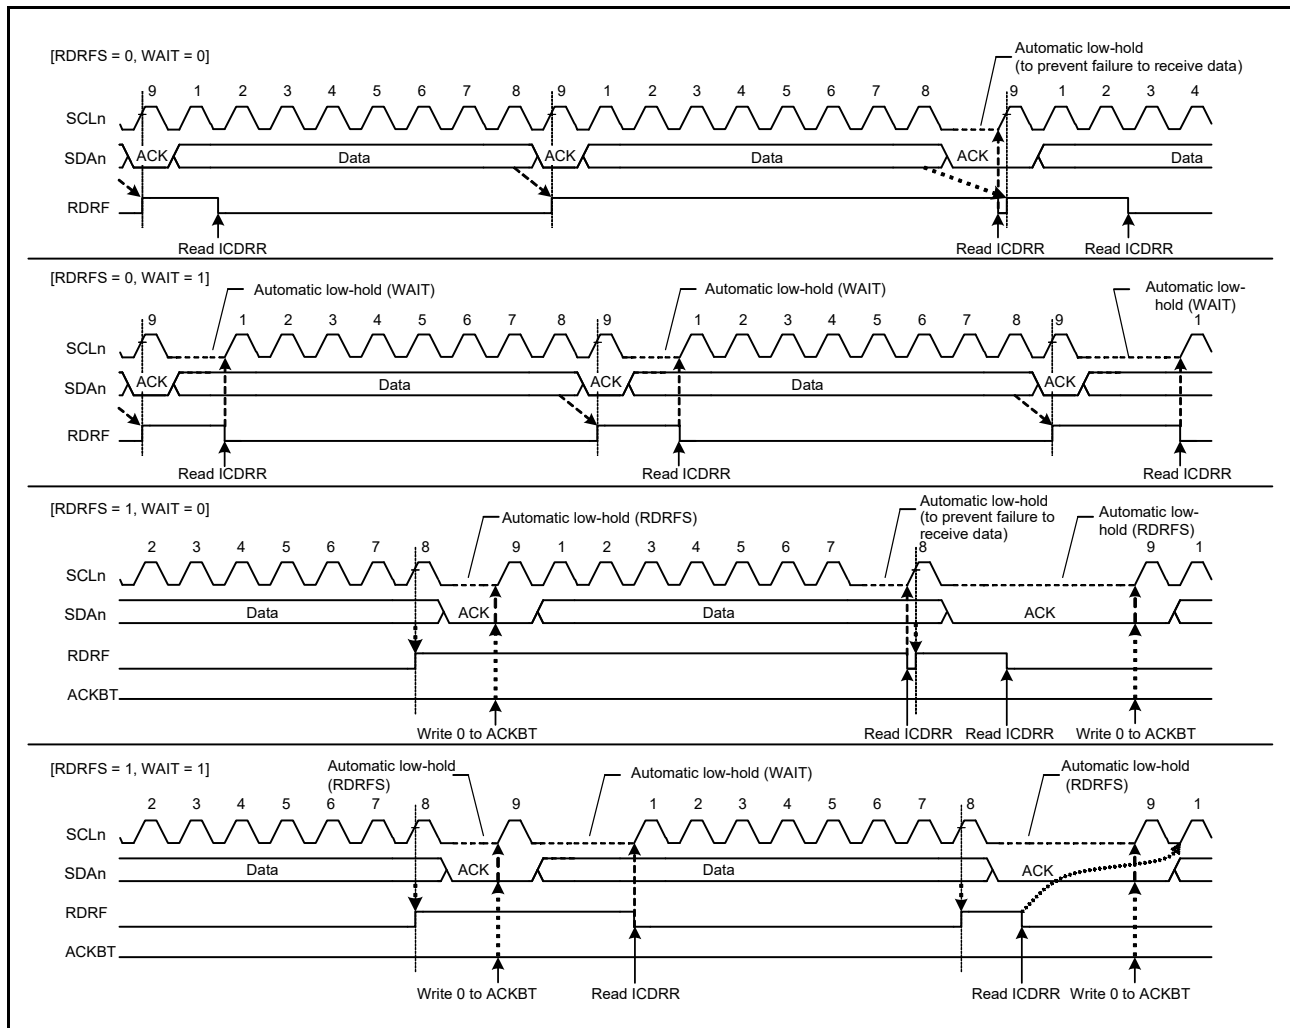 [RDRFS = 0, WAIT = 0]
Automatic low-hold
(to prevent failure to receive data)
9 1 2 3 4 5 6 7 8 9 1 2 3 4 5 6 7 8 9 1 2 3 4
SCLn
SDAn ACK Data ACK Data ACK Data
RDRF
Read ICDRR Read ICDRR Read ICDRR
[RDRFS = 0, WAIT = 1]
Automatic low-hold (WAIT) Automatic low-hold (WAIT) Automatic low-
hold (WAIT)
9 1 2 3 4 5 6 7 8 9 1 2 3 4 5 6 7 8 9 1
SCLn
SDAn ACK Data ACK Data ACK
RDRF
Read ICDRR Read ICDRR Read ICDRR
[RDRFS = 1, WAIT = 0]
Automatic low-hold (RDRFS)
Automatic low-hold
(to prevent failure to
receive data)
Automatic low-
hold (RDRFS)
2 3 4 5 6 7 8 9 1 2 3 4 5 6 7 8 9 1
SCLn
SDAn Data ACK Data ACK
RDRF
ACKBT
Write 0 to ACKBT Read ICDRR Read ICDRR Write 0 to ACKBT
[RDRFS = 1, WAIT = 1]
Automatic low-hold
(RDRFS)
Automatic low-hold (WAIT)
Automatic low-hold
(RDRFS)
2 3 4 5 6 7 8 9 1 2 3 4 5 6 7 8 9 1
SCLn
SDAn Data ACK Data ACK
RDRF
ACKBT
Write 0 to ACKBT Read ICDRR Read ICDRR Write 0 to ACKBT